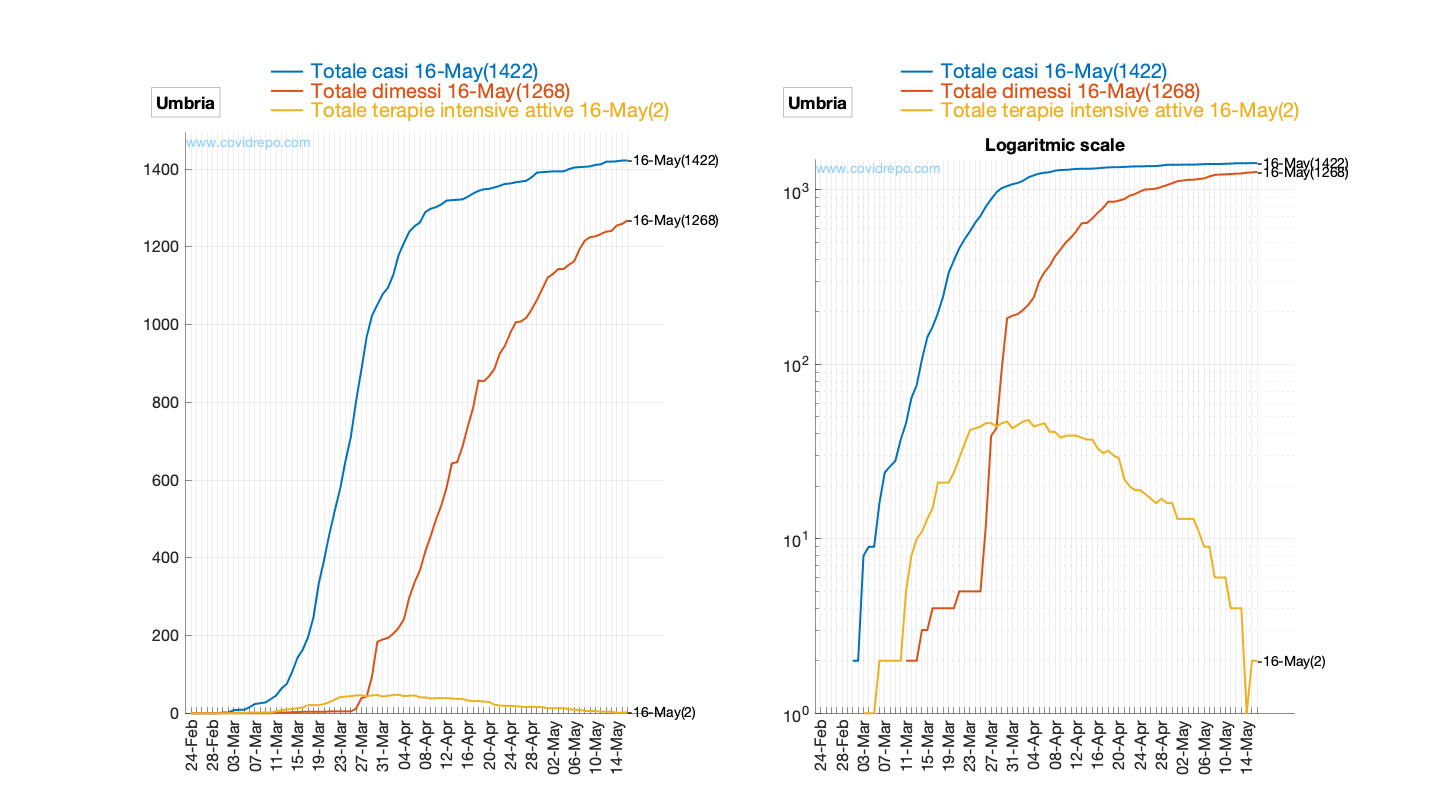 Totale casi 16-May(1422)
Totale dimessi 16-May(1268)
Totale terapie intensive attive 16-May(2)
Umbria
www.covidrepo.com
16-May(1422)
16-May(1268)
16-May(2)
1400
1200
1000
800
600
400
200
0
24-Feb
28-Feb
03-Mar
07-Mar
11-Mar
15-Mar
19-Mar
23-Mar
27-Mar
31-Mar
04-Apr
08-Apr
12-Apr
16-Apr
20-Apr
24-Apr
28-Apr
02-May
06-May
10-May
14-May
Totale casi 16-May(1422)
Totale dimessi 16-May(1268)
Totale terapie intensive attive 16-May(2)
Umbria
Logaritmic scale
www.covidrepo.com
16-May(1422)
16-May(1268)
16-May(2)
10³
10²
10¹
10⁰
24-Feb
28-Feb
03-Mar
07-Mar
11-Mar
15-Mar
19-Mar
23-Mar
27-Mar
31-Mar
04-Apr
08-Apr
12-Apr
16-Apr
20-Apr
24-Apr
28-Apr
02-May
06-May
10-May
14-May